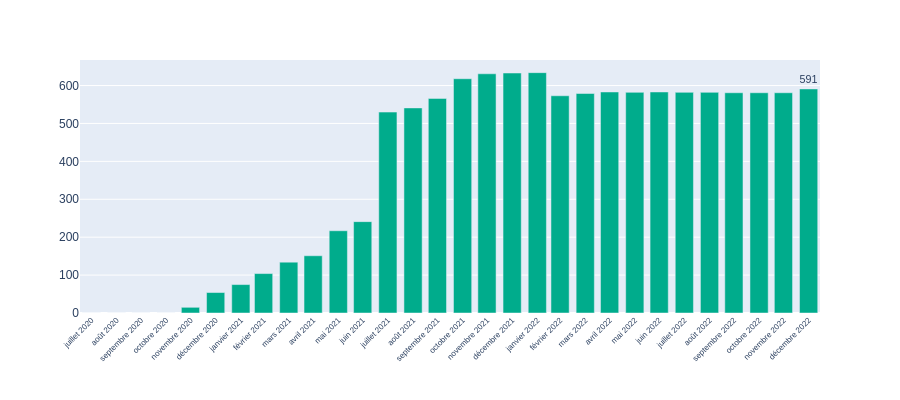 591
600
500
400
300
200
100
0
juillet 2020
août 2020
septembre 2020
octobre 2020
novembre 2020
décembre 2020
janvier 2021
février 2021
mars 2021
avril 2021
mai 2021
juin 2021
juillet 2021
août 2021
septembre 2021
octobre 2021
novembre 2021
décembre 2021
janvier 2022
février 2022
mars 2022
avril 2022
mai 2022
juin 2022
juillet 2022
août 2022
septembre 2022
octobre 2022
novembre 2022
décembre 2022